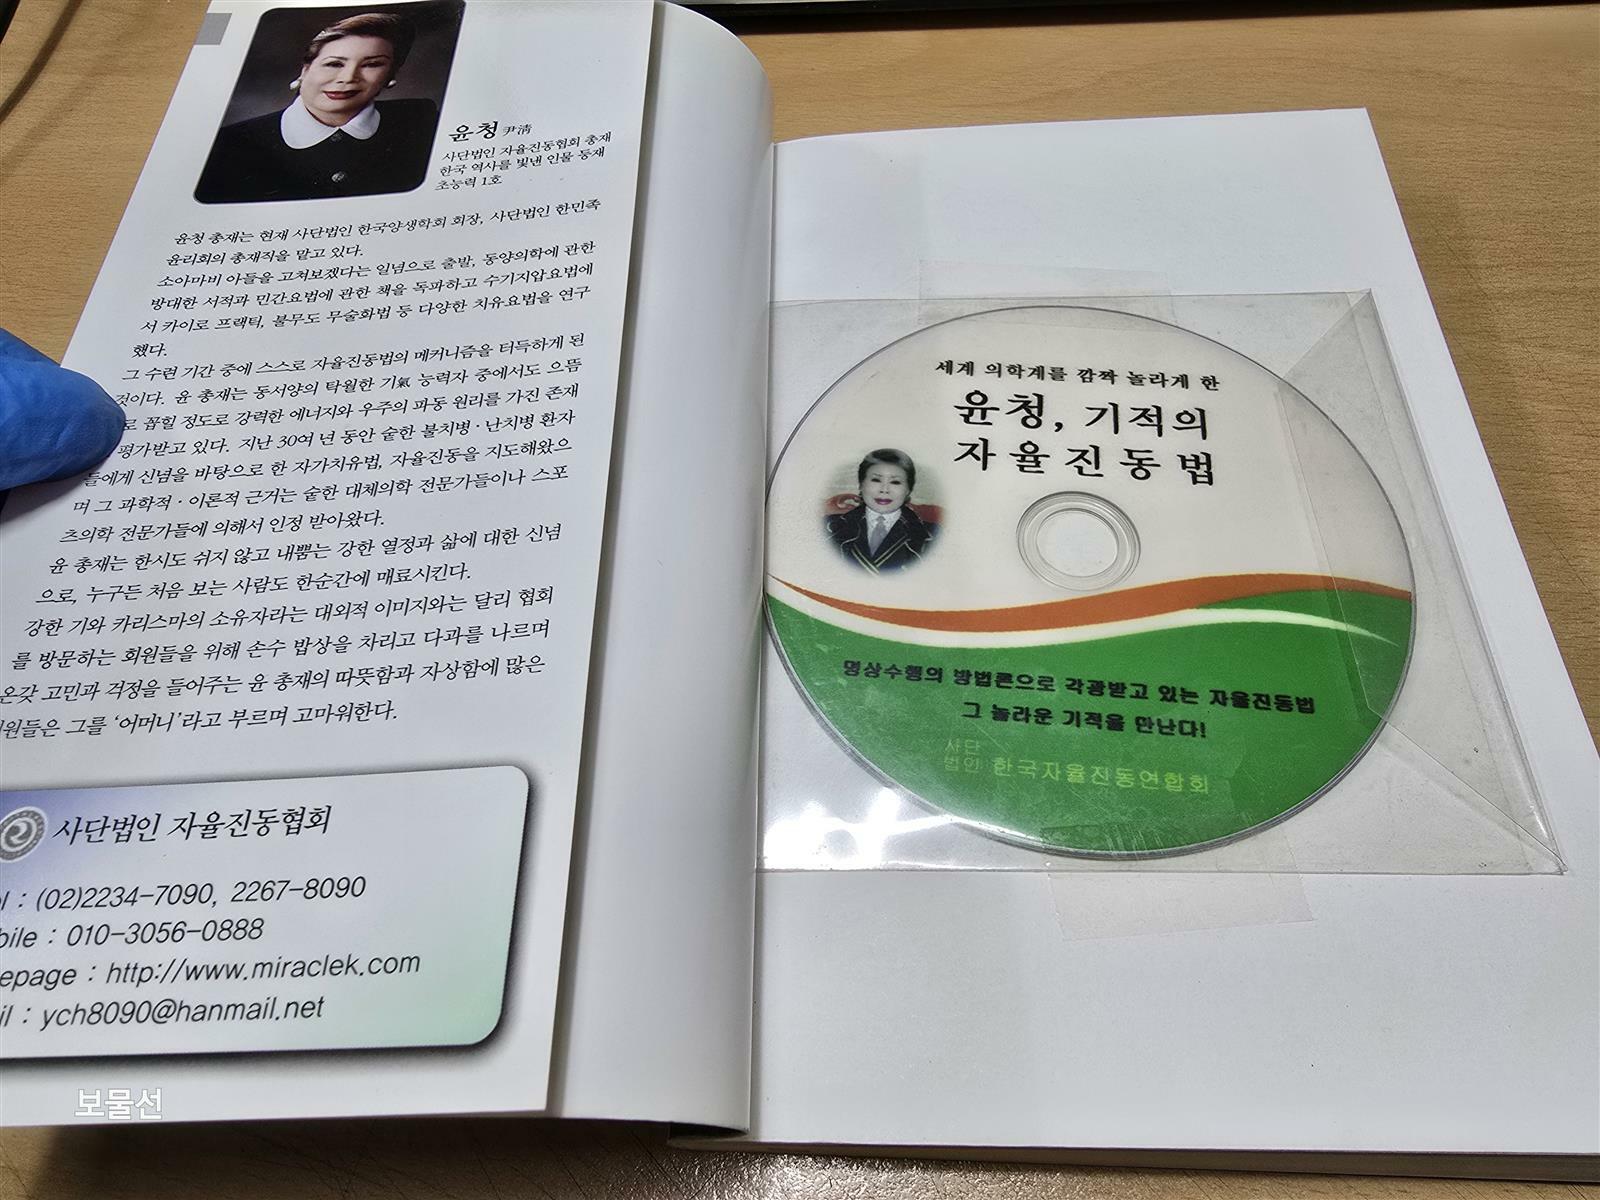 윤청 尹淸
사단법인 자율진동협회 총재
한국 역사를 빛낸 인물 등재
초능력 1호
윤청 총재는 현재 사단법인 한국양생학회 회장, 사단법인 한민족
윤리회의 총재직을 맡고 있다.
소아마비 아들을 고쳐보겠다는 일념으로 출발, 동양의학에 관한
방대한 서적과 민간요법에 관한 책을 독파하고 수기지압요법에
서 카이로 프랙틱, 불무도 무술화법 등 다양한 치유요법을 연구
했다.
그 수련 기간 중에 스스로 자율진동법의 메커니즘을 터득하게 된
것이다. 윤 총재는 동서양의 탁월한 기氣 능력자 중에서도 으뜸
로 꼽힐 정도로 강력한 에너지와 우주의 파동 원리를 가진 존재
평가받고 있다. 지난 30여 년 동안 숱한 불치병·난치병 환자
들에게 신념을 바탕으로 한 자가치유법, 자율진동을 지도해왔으
며 그 과학적·이론적 근거는 숱한 대체의학 전문가들이나 스포
츠의학 전문가들에 의해서 인정 받아왔다.
윤 총재는 한시도 쉬지 않고 내뿜는 강한 열정과 삶에 대한 신념
으로, 누구든 처음 보는 사람도 한순간에 매료시킨다.
강한 기와 카리스마의 소유자라는 대외적 이미지와는 달리 협회
를 방문하는 회원들을 위해 손수 밥상을 차리고 다과를 나르며
온갖 고민과 걱정을 들어주는 윤 총재의 따뜻함과 자상함에 많은
원들은 그를 ‘어머니’라고 부르며 고마워한다.
사단법인 자율진동협회
l : (02)2234-7090, 2267-8090
bile : 010-3056-0888
epage : http://www.miraclek.com
il : ych8090@hanmail.net
보물선
세계 의학계를 깜짝 놀라게 한
윤청, 기적의
자율진동법
명상수행의 방법론으로 각광받고 있는 자율진동법
그 놀라운 기적을 만난다!
사단
법인 한국자율진동연합회